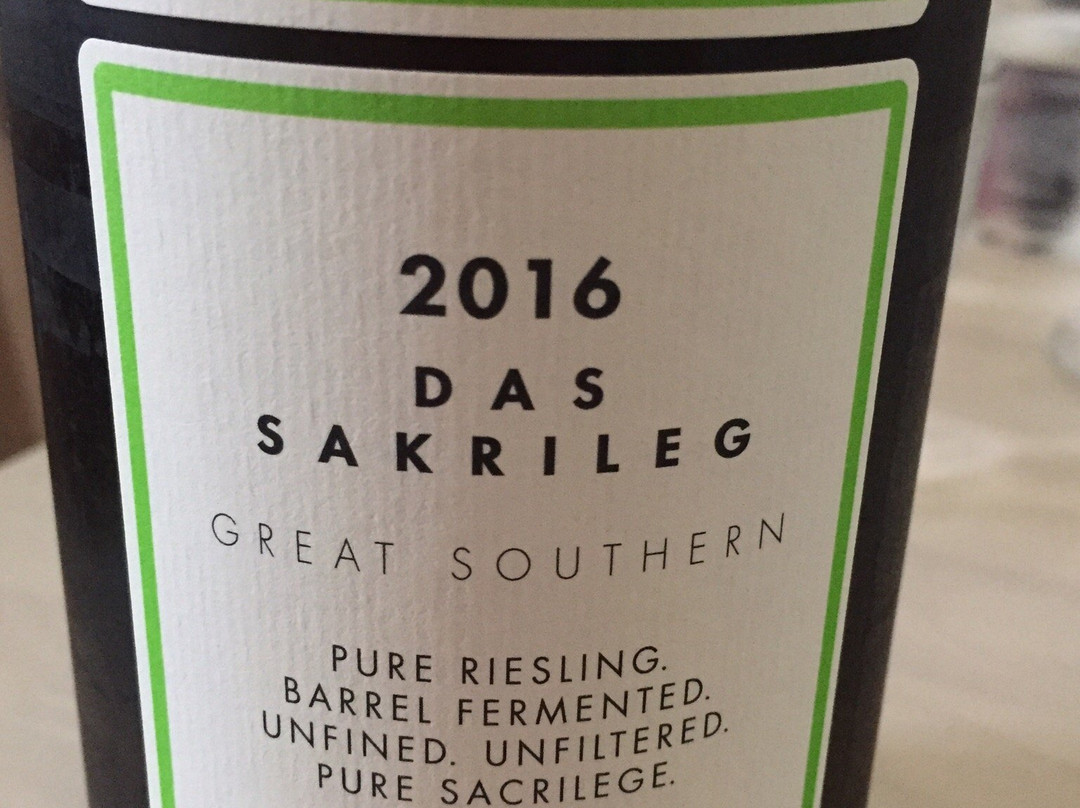 2016
DAS
SAKRILEG
GREAT SOUTHERN
PURE RIESLING.
BARREL FERMENTED.
UNFINED. UNFILTERED.
PURE SACRILEGE.